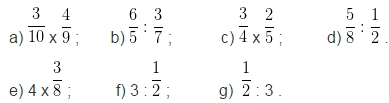 a) 3/10 x 4/9 ; b) 6/5 : 3/7 ; c) 3/4 x 2/5 ; d) 5/8 : 1/2 .
e) 4 x 3/8 ; f) 3 : 1/2 ; g) 1/2 : 3 .